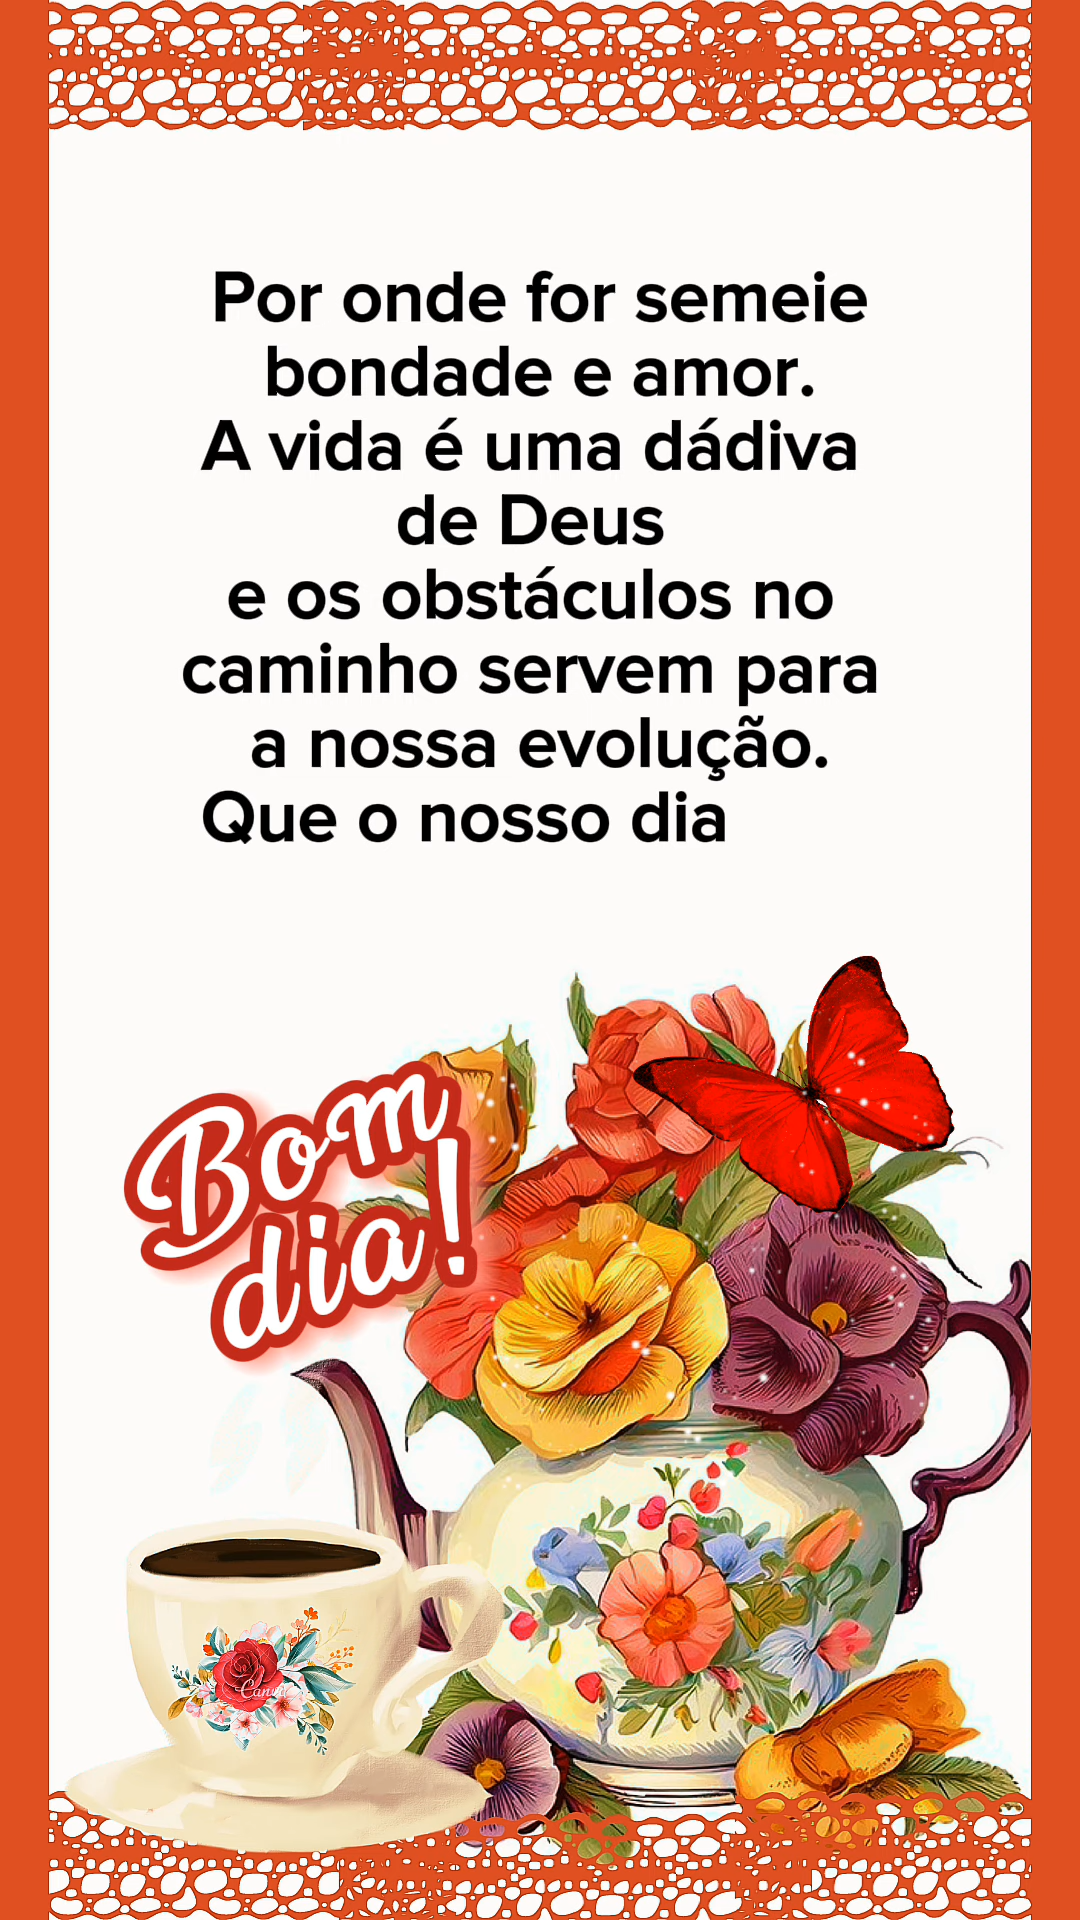 Por onde for semeie
bondade e amor.
A vida é uma dádiva
de Deus
e os obstáculos no
caminho servem para
a nossa evolução.
Que o nosso dia
Bom
dia!
Canva